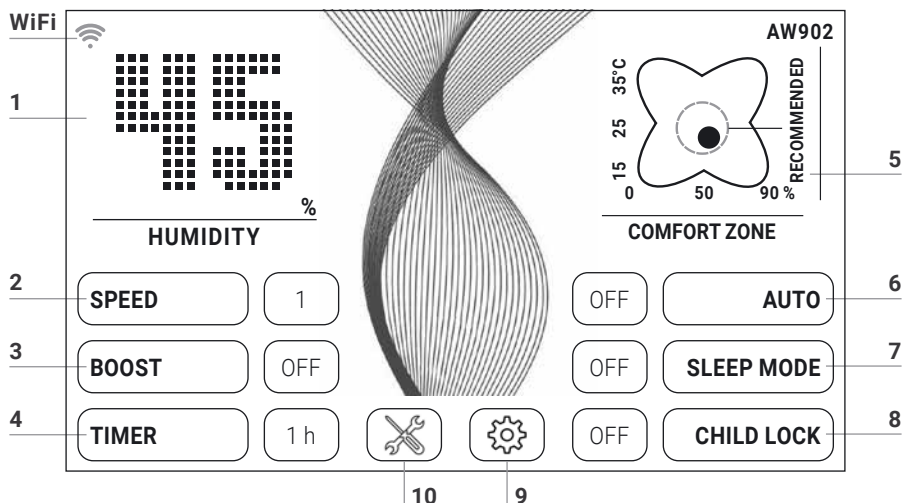 WiFi
AW902
1
45
%
HUMIDITY
35°C
25
15
0 50 90 %
RECOMMENDED
5
COMFORT ZONE
2
SPEED 1
OFF AUTO
6
3
BOOST OFF
OFF SLEEP MODE
7
4
TIMER 1 h
OFF CHILD LOCK
8
10 9